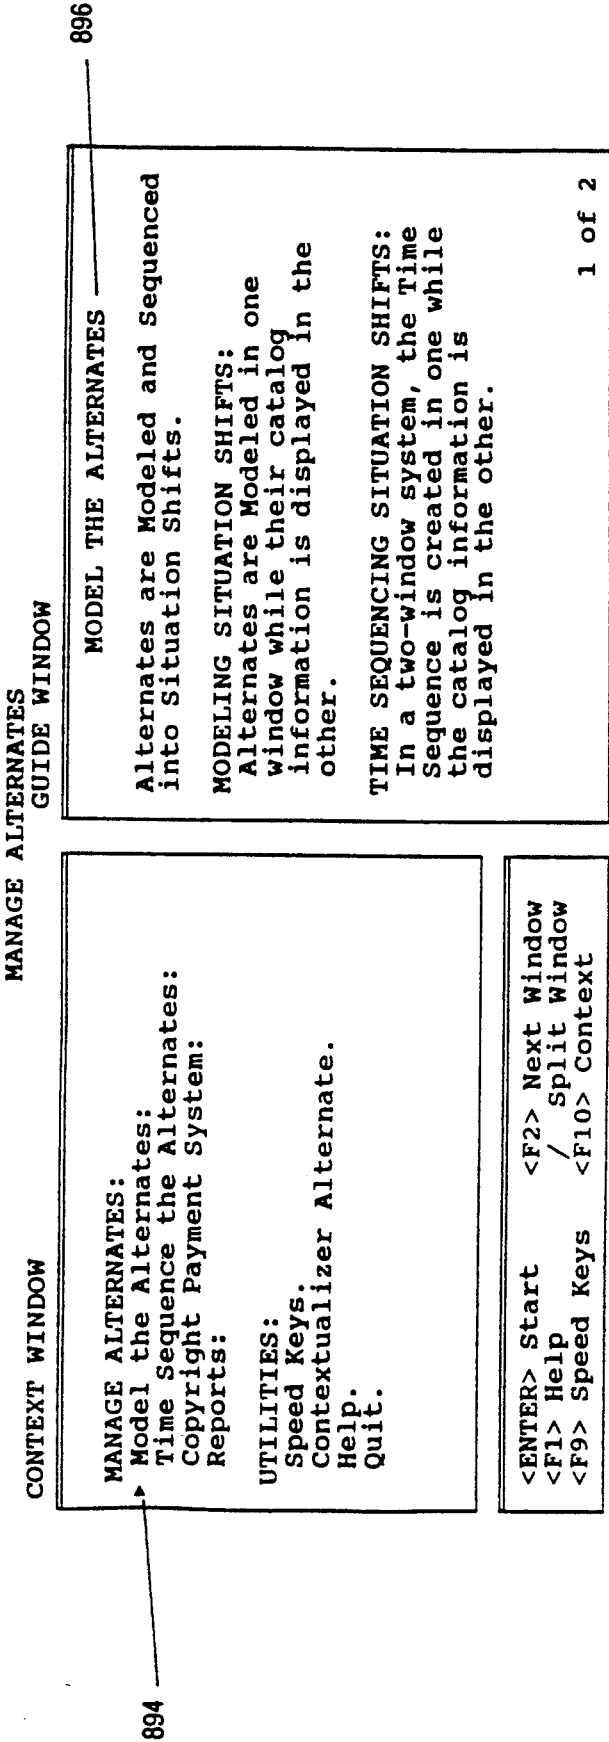 MANAGE ALTERNATES
CONTEXT WINDOW
GUIDE WINDOW
894
MANAGE ALTERNATES:
► Model the Alternates:
Time Sequence the Alternates:
Copyright Payment System:
Reports:
UTILITIES:
Speed Keys.
Contextualizer Alternate.
Help.
Quit.
<ENTER> Start <F2> Next Window
<F1> Help / Split Window
<F9> Speed Keys <F10> Context
896
MODEL THE ALTERNATES
Alternates are Modeled and Sequenced
into Situation Shifts.
MODELING SITUATION SHIFTS:
Alternates are Modeled in one
window while their catalog
information is displayed in the
other.
TIME SEQUENCING SITUATION SHIFTS:
In a two-window system, the Time
Sequence is created in one while
the catalog information is
displayed in the other.
1 of 2